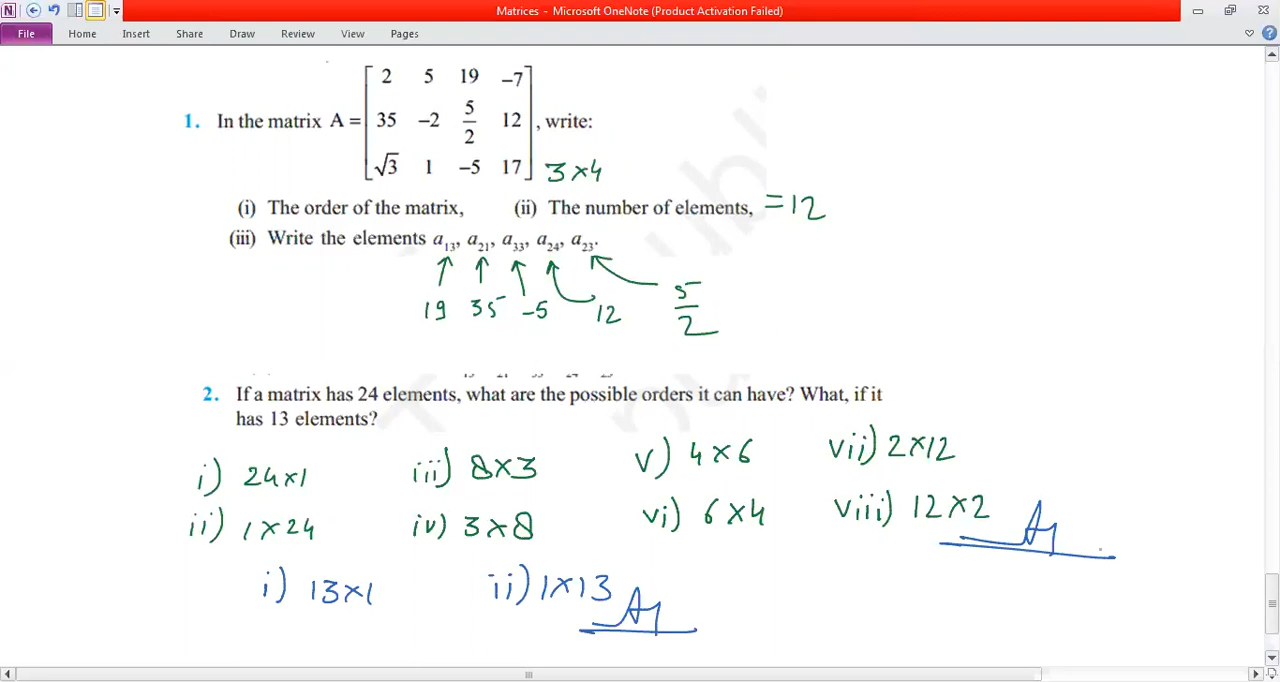 Matrices - Microsoft OneNote (Product Activation Failed)
File Home Insert Share Draw Review View Pages
1. In the matrix A = [ 2 5 19 −7
35 −2 5/2 12
√3 1 −5 17 ], write:
3×4
(i) The order of the matrix, (ii) The number of elements, =12
(iii) Write the elements a₁₃, a₂₁, a₃₃, a₂₄, a₂₃.
19 35 -5 12 5/2
2. If a matrix has 24 elements, what are the possible orders it can have? What, if it
has 13 elements?
i) 24×1 iii) 8×3 v) 4×6 vii) 2×12
ii) 1×24 iv) 3×8 vi) 6×4 viii) 12×2
i) 13×1 ii) 1×13